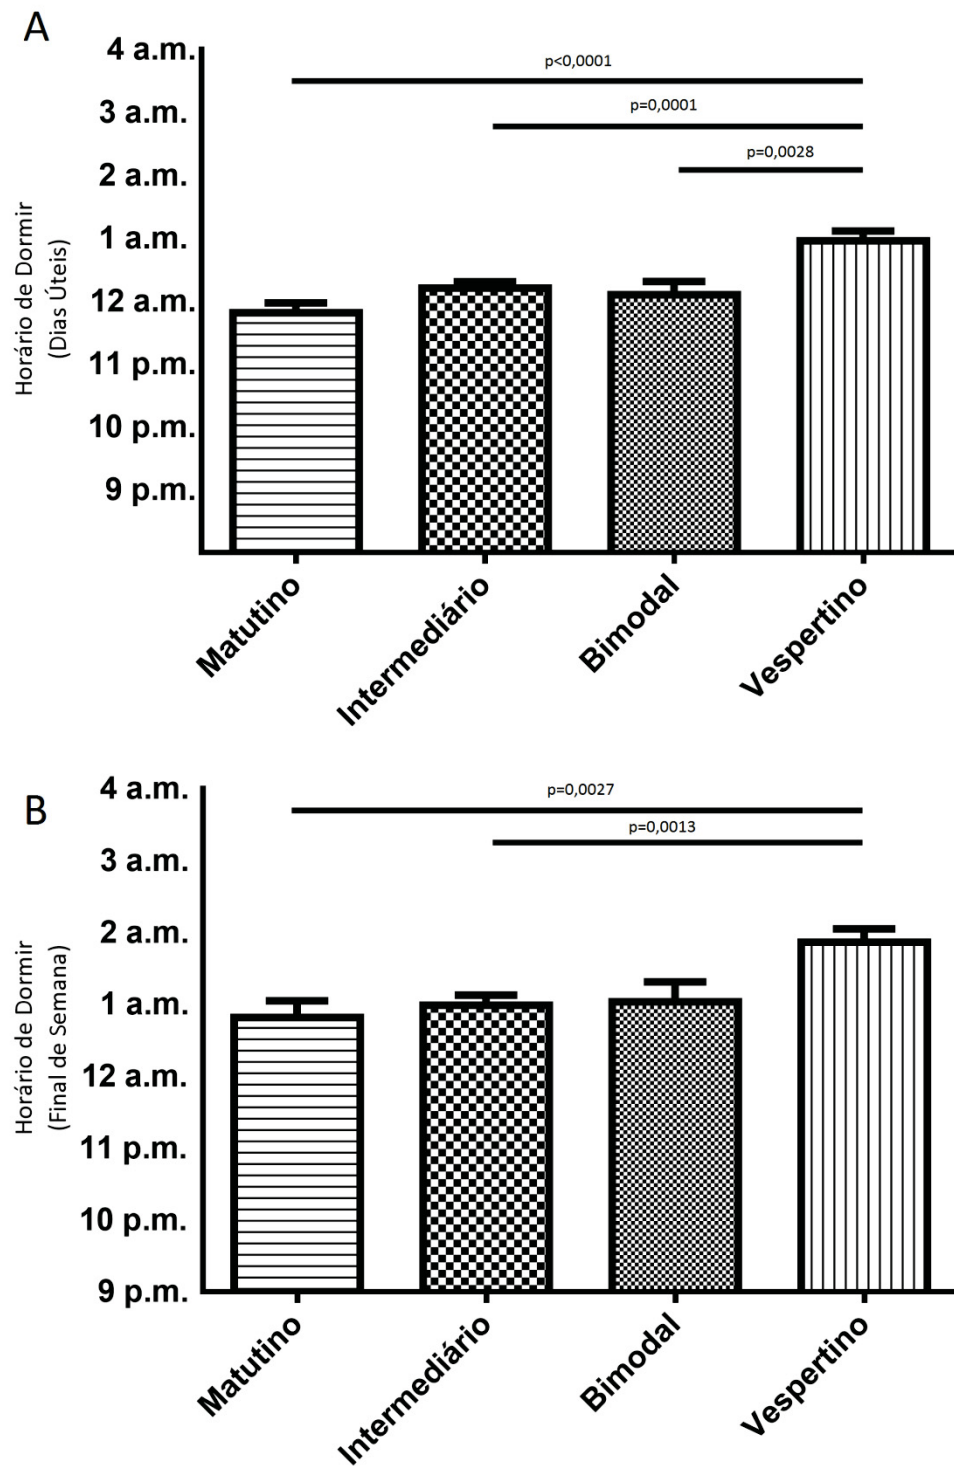 A
4 a.m.
3 a.m.
2 a.m.
1 a.m.
12 a.m.
11 p.m.
10 p.m.
9 p.m.
Horário de Dormir
(Dias Úteis)
p<0,0001
p=0,0001
p=0,0028
Matutino
Intermediário
Bimodal
Vespertino
B
4 a.m.
3 a.m.
2 a.m.
1 a.m.
12 a.m.
11 p.m.
10 p.m.
9 p.m.
Horário de Dormir
(Final de Semana)
p=0,0027
p=0,0013
Matutino
Intermediário
Bimodal
Vespertino